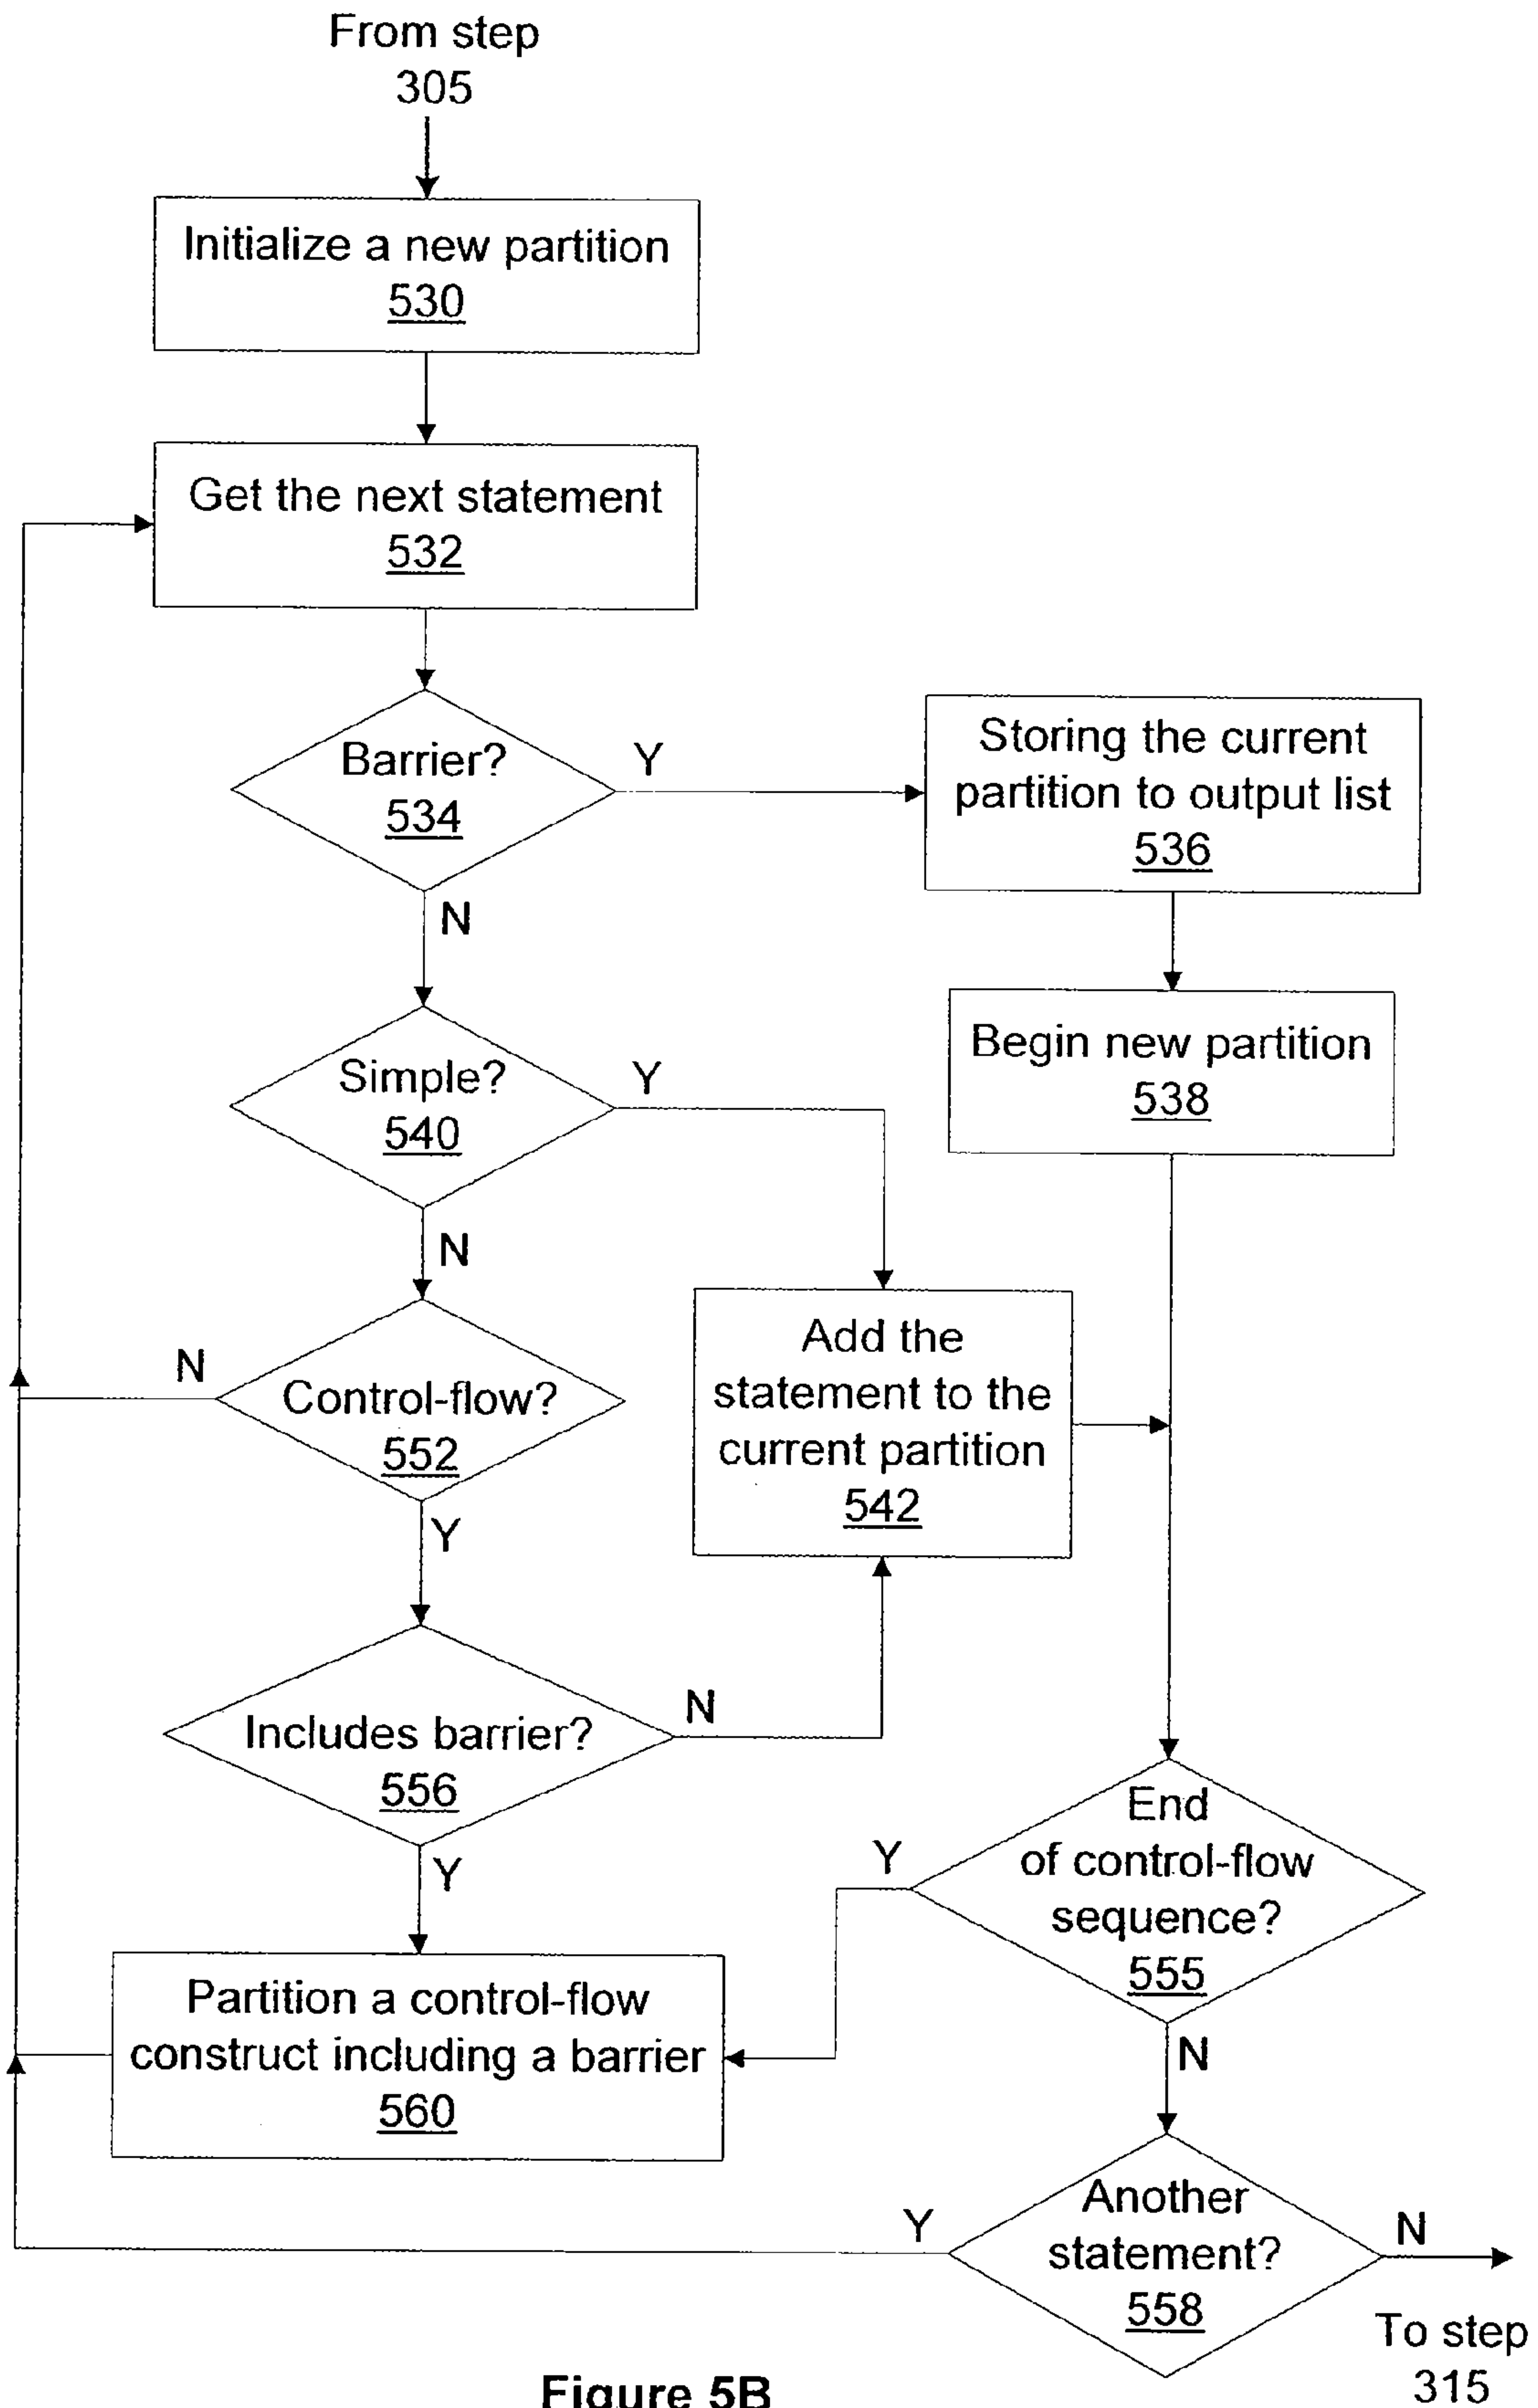 From step
305
Initialize a new partition
530
Get the next statement
532
Barrier?
534
Y
N
Storing the current
partition to output list
536
Begin new partition
538
Simple?
540
Y
N
Control-flow?
552
N
Y
Add the
statement to the
current partition
542
Includes barrier?
556
N
Y
Partition a control-flow
construct including a barrier
560
End
of control-flow
sequence?
555
Y
N
Another
statement?
558
Y
N
To step
315
Figure 5B